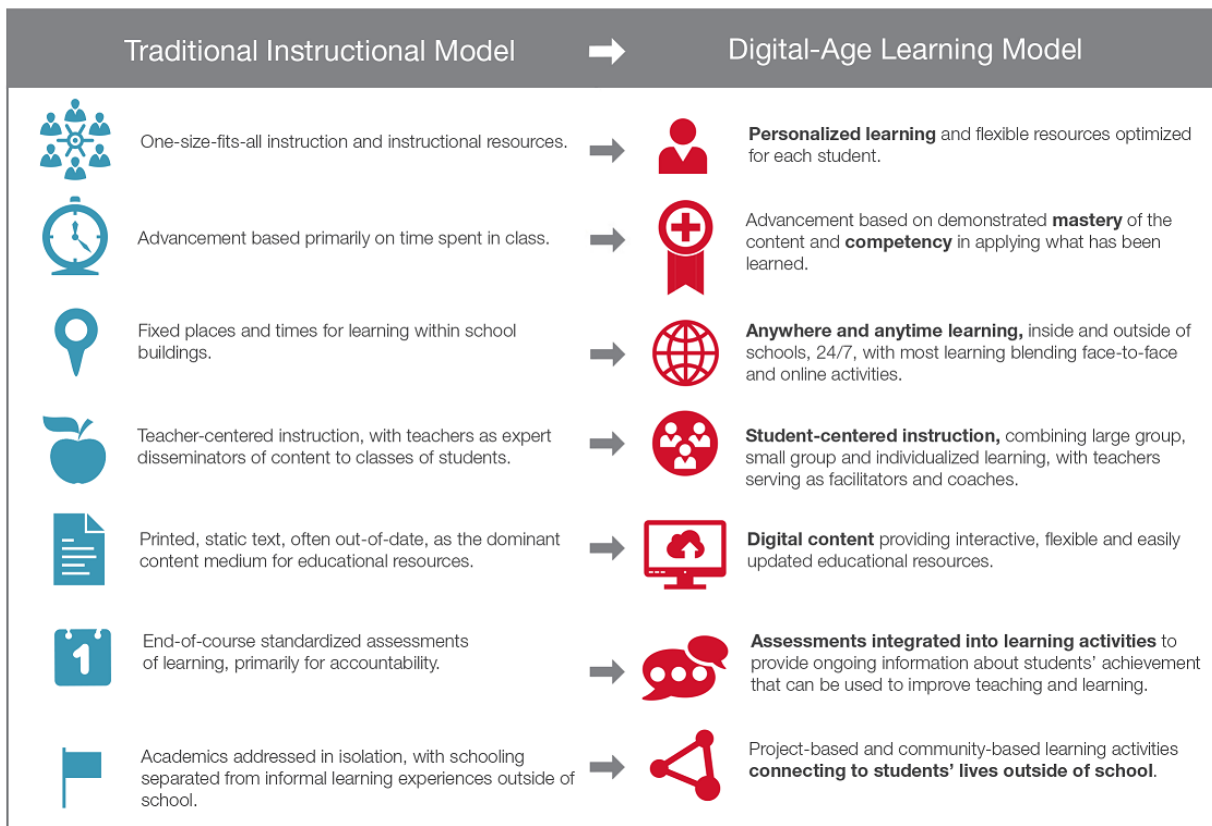 Traditional Instructional Model
Digital-Age Learning Model
One-size-fits-all instruction and instructional resources.
Personalized learning and flexible resources optimized
for each student.
Advancement based primarily on time spent in class.
Advancement based on demonstrated mastery of the
content and competency in applying what has been
learned.
Fixed places and times for learning within school
buildings.
Anywhere and anytime learning, inside and outside of
schools, 24/7, with most learning blending face-to-face
and online activities.
Teacher-centered instruction, with teachers as expert
disseminators of content to classes of students.
Student-centered instruction, combining large group,
small group and individualized learning, with teachers
serving as facilitators and coaches.
Printed, static text, often out-of-date, as the dominant
content medium for educational resources.
Digital content providing interactive, flexible and easily
updated educational resources.
1
End-of-course standardized assessments
of learning, primarily for accountability.
Assessments integrated into learning activities to
provide ongoing information about students' achievement
that can be used to improve teaching and learning.
Academics addressed in isolation, with schooling
separated from informal learning experiences outside of
school.
Project-based and community-based learning activities
connecting to students' lives outside of school.